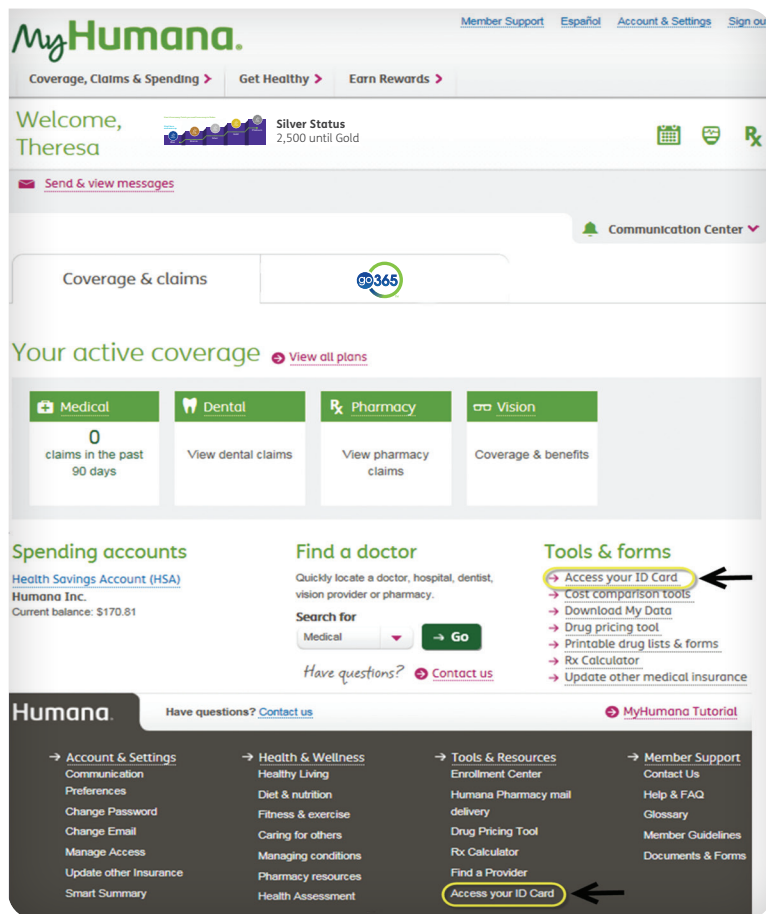 Member Support Español Account & Settings Sign ou
MyHumana.
Coverage, Claims & Spending Get Healthy Earn Rewards
Welcome,
Theresa
Silver Status
2,500 until Gold
Rx
Send & view messages
Communication Center
Coverage & claims
go365
Your active coverage View all plans
Medical Dental Rx Pharmacy Vision
0
claims in the past
90 days
View dental claims
View pharmacy
claims
Coverage & benefits
Spending accounts
Health Savings Account (HSA)
Humana Inc.
Current balance: $170.81
Find a doctor
Quickly locate a doctor, hospital, dentist,
vision provider or pharmacy.
Search for
Medical → Go
Have questions? Contact us
Tools & forms
→ Access your ID Card
→ Cost comparison tools
→ Download My Data
→ Drug pricing tool
→ Printable drug lists & forms
→ Rx Calculator
→ Update other medical insurance
Humana.
Have questions? Contact us
MyHumana Tutorial
→ Account & Settings
Communication
Preferences
Change Password
Change Email
Manage Access
Update other Insurance
Smart Summary
→ Health & Wellness
Healthy Living
Diet & nutrition
Fitness & exercise
Caring for others
Managing conditions
Pharmacy resources
Health Assessment
→ Tools & Resources
Enrollment Center
Humana Pharmacy mail
delivery
Drug Pricing Tool
Rx Calculator
Find a Provider
Access your ID Card
→ Member Support
Contact Us
Help & FAQ
Glossary
Member Guidelines
Documents & Forms